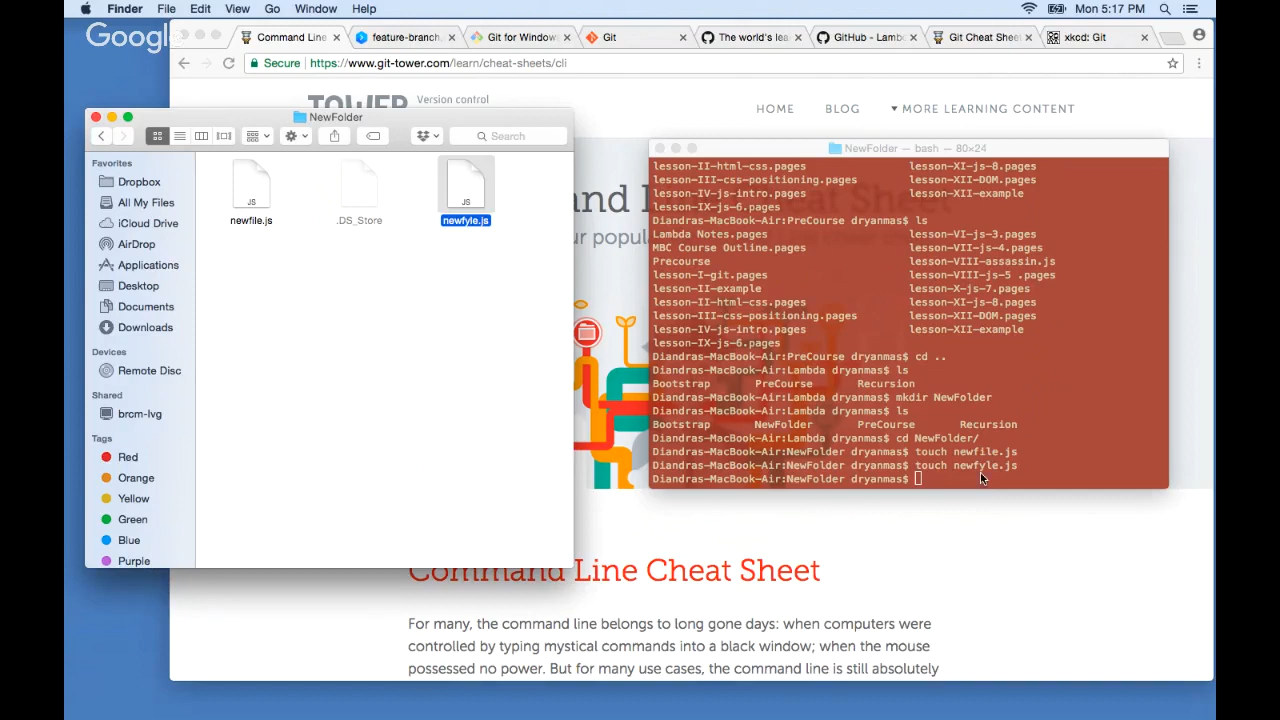 Finder File Edit View Go Window Help Mon 5:17 PM
Google
Command Line feature-branch. Git for Window Git The world's lea GitHub - Lambd Git Cheat Shee xkcd: Git
Secure https://www.git-tower.com/learn/cheat-sheets/cli
TOWER Version control HOME BLOG MORE LEARNING CONTENT
NewFolder
Search
Favorites
Dropbox
All My Files
iCloud Drive
AirDrop
Applications
Desktop
Documents
Downloads
Devices
Remote Disc
Shared
brcm-lvg
Tags
Red
Orange
Yellow
Green
Blue
Purple
JS JS
newfile.js .DS_Store newfyle.js
NewFolder — bash — 80×24
lesson-II-html-css.pages lesson-XI-js-8.pages
lesson-III-css-positioning.pages lesson-XII-DOM.pages
lesson-IV-js-intro.pages lesson-XII-example
lesson-IX-js-6.pages
Diandras-MacBook-Air:PreCourse dryanmas$ ls
Lambda Notes.pages lesson-VI-js-3.pages
MBC Course Outline.pages lesson-VII-js-4.pages
Precourse lesson-VIII-assassin.js
lesson-I-git.pages lesson-VIII-js-5 .pages
lesson-II-example lesson-X-js-7.pages
lesson-II-html-css.pages lesson-XI-js-8.pages
lesson-III-css-positioning.pages lesson-XII-DOM.pages
lesson-IV-js-intro.pages lesson-XII-example
lesson-IX-js-6.pages
Diandras-MacBook-Air:PreCourse dryanmas$ cd ..
Diandras-MacBook-Air:Lambda dryanmas$ ls
Bootstrap PreCourse Recursion
Diandras-MacBook-Air:Lambda dryanmas$ mkdir NewFolder
Diandras-MacBook-Air:Lambda dryanmas$ ls
Bootstrap NewFolder PreCourse Recursion
Diandras-MacBook-Air:Lambda dryanmas$ cd NewFolder/
Diandras-MacBook-Air:NewFolder dryanmas$ touch newfile.js
Diandras-MacBook-Air:NewFolder dryanmas$ touch newfyle.js
Diandras-MacBook-Air:NewFolder dryanmas$
Command Line Cheat Sheet
For many, the command line belongs to long gone days: when computers were
controlled by typing mystical commands into a black window; when the mouse
possessed no power. But for many use cases, the command line is still absolutely